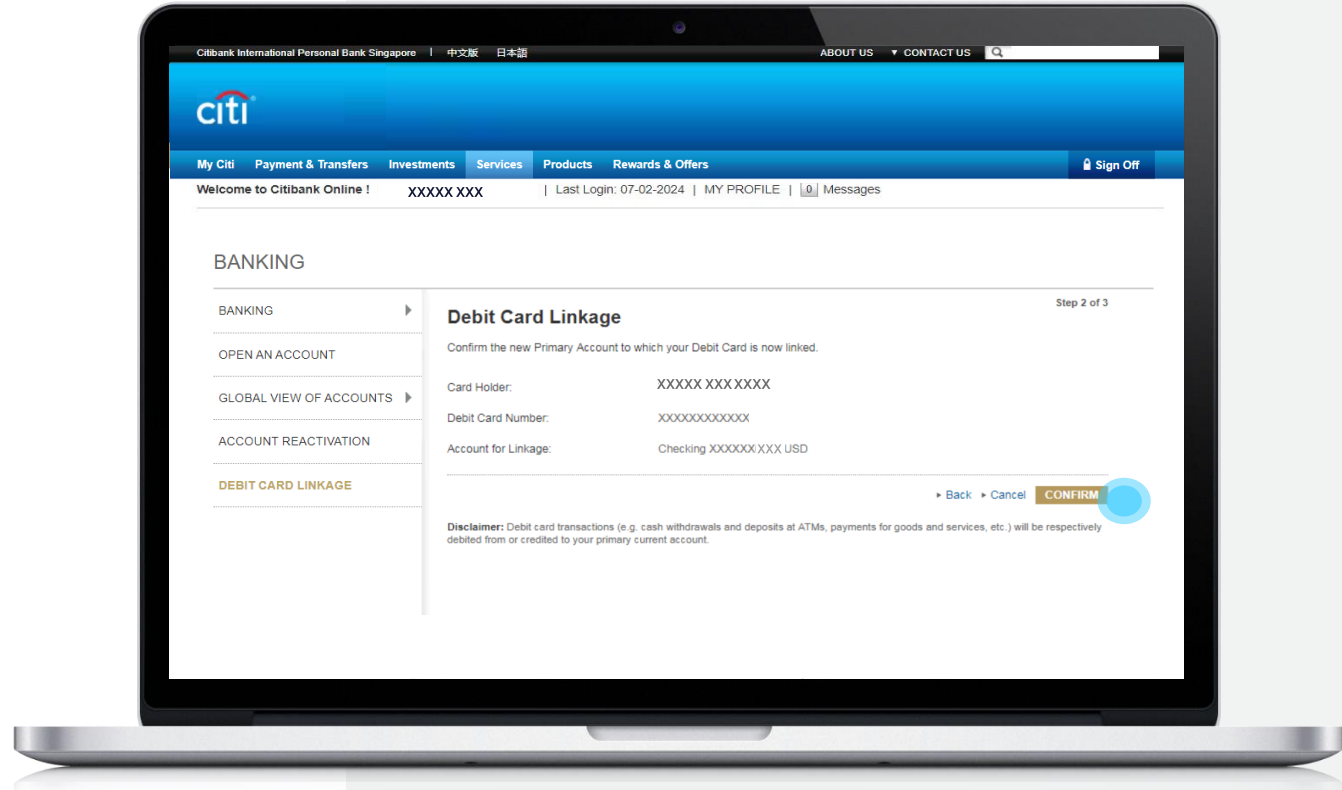 Citibank International Personal Bank Singapore | 中文版 日本語 ABOUT US ▼ CONTACT US
citi®
My Citi Payment & Transfers Investments Services Products Rewards & Offers Sign Off
Welcome to Citibank Online ! XXXXX XXX | Last Login: 07-02-2024 | MY PROFILE | 0 Messages
BANKING
BANKING
OPEN AN ACCOUNT
GLOBAL VIEW OF ACCOUNTS
ACCOUNT REACTIVATION
DEBIT CARD LINKAGE
Step 2 of 3
Debit Card Linkage
Confirm the new Primary Account to which your Debit Card is now linked.
Card Holder: XXXXX XXX XXXX
Debit Card Number: XXXXXXXXXXXX
Account for Linkage: Checking XXXXXX XXX USD
Back Cancel CONFIRM
Disclaimer: Debit card transactions (e.g. cash withdrawals and deposits at ATMs, payments for goods and services, etc.) will be respectively
debited from or credited to your primary current account.